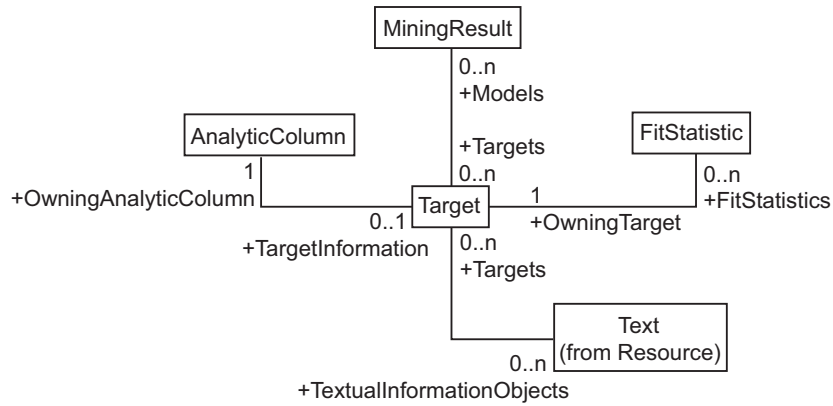 MiningResult
0..n
+Models
AnalyticColumn
FitStatistic
+Targets
1
0..n
0..n
+OwningAnalyticColumn
Target
1
+FitStatistics
0..1
+OwningTarget
+TargetInformation
0..n
+Targets
Text
(from Resource)
0..n
+TextualInformationObjects